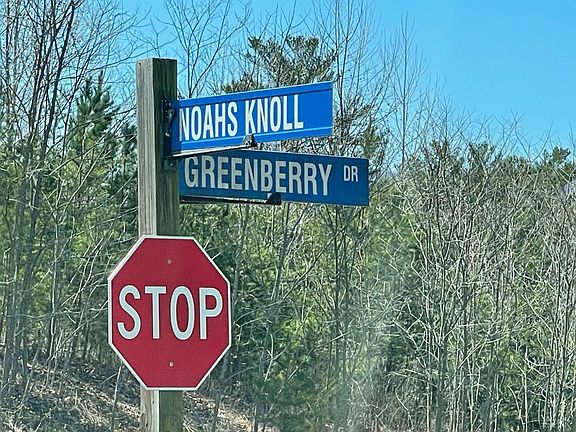 NOAHS KNOLL
GREENBERRY DR
STOP